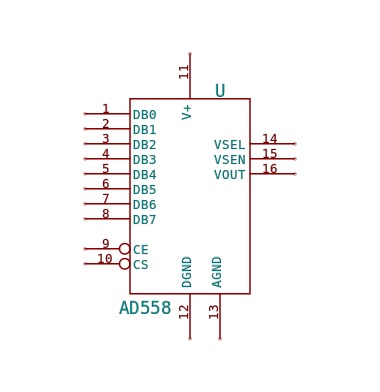 11
U
V+
1 DB0
2 DB1
3 DB2 VSEL 14
4 DB3 VSEN 15
5 DB4 VOUT 16
6 DB5
7 DB6
8 DB7
9 CE
10 CS
DGND AGND
AD558
12 13